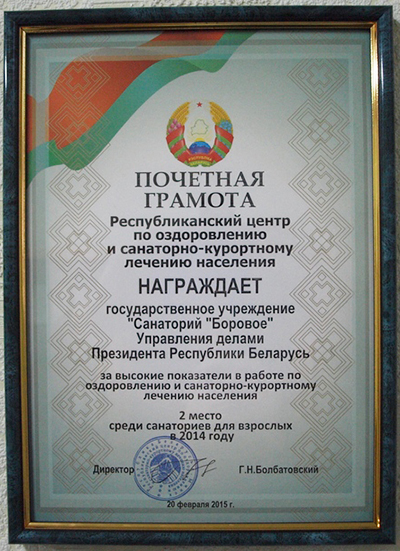 ПОЧЕТНАЯ
ГРАМОТА
Республиканский центр
по оздоровлению
и санаторно-курортному
лечению населения
НАГРАЖДАЕТ
государственное учреждение
"Санаторий "Боровое"
Управления делами
Президента Республики Беларусь
за высокие показатели в работе по
оздоровлению и санаторно-курортному
лечению населения
2 место
среди санаториев для взрослых
в 2014 году
Директор Г.Н.Болбатовский
20 февраля 2015 г.